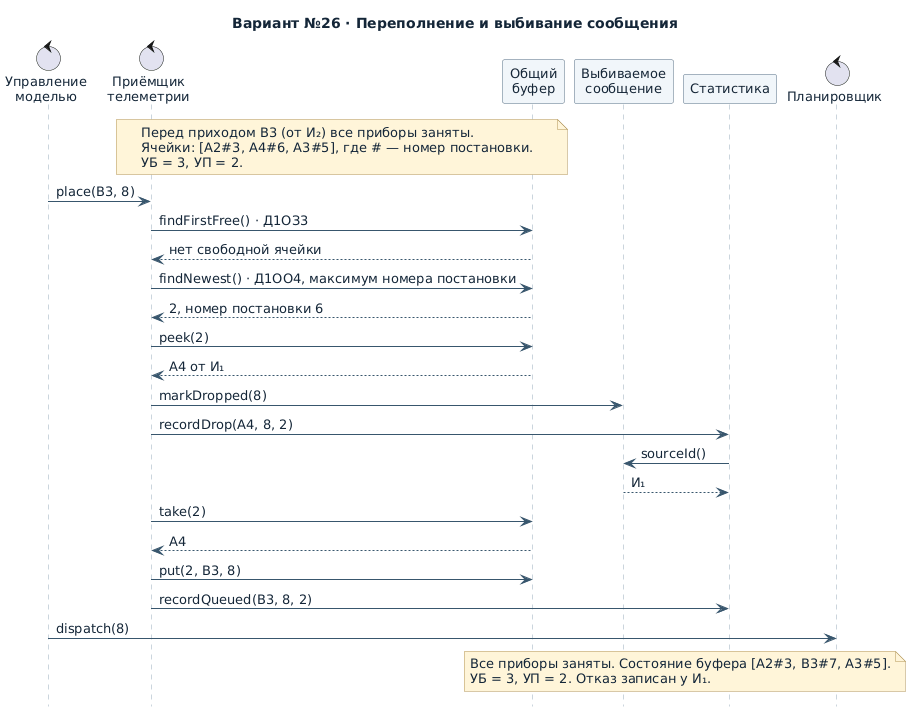 Вариант №26 · Переполнение и выбивание сообщения
Управление
моделью
Приёмщик
телеметрии
Общий
буфер
Выбиваемое
сообщение
Статистика
Планировщик
Перед приходом В3 (от И₂) все приборы заняты.
Ячейки: [А2#3, А4#6, А3#5], где # — номер постановки.
УБ = 3, УП = 2.
place(В3, 8)
findFirstFree() · Д1ОЗ3
нет свободной ячейки
findNewest() · Д1ОО4, максимум номера постановки
2, номер постановки 6
peek(2)
А4 от И₁
markDropped(8)
recordDrop(А4, 8, 2)
sourceId()
И₁
take(2)
А4
put(2, В3, 8)
recordQueued(В3, 8, 2)
dispatch(8)
Все приборы заняты. Состояние буфера [А2#3, В3#7, А3#5].
УБ = 3, УП = 2. Отказ записан у И₁.